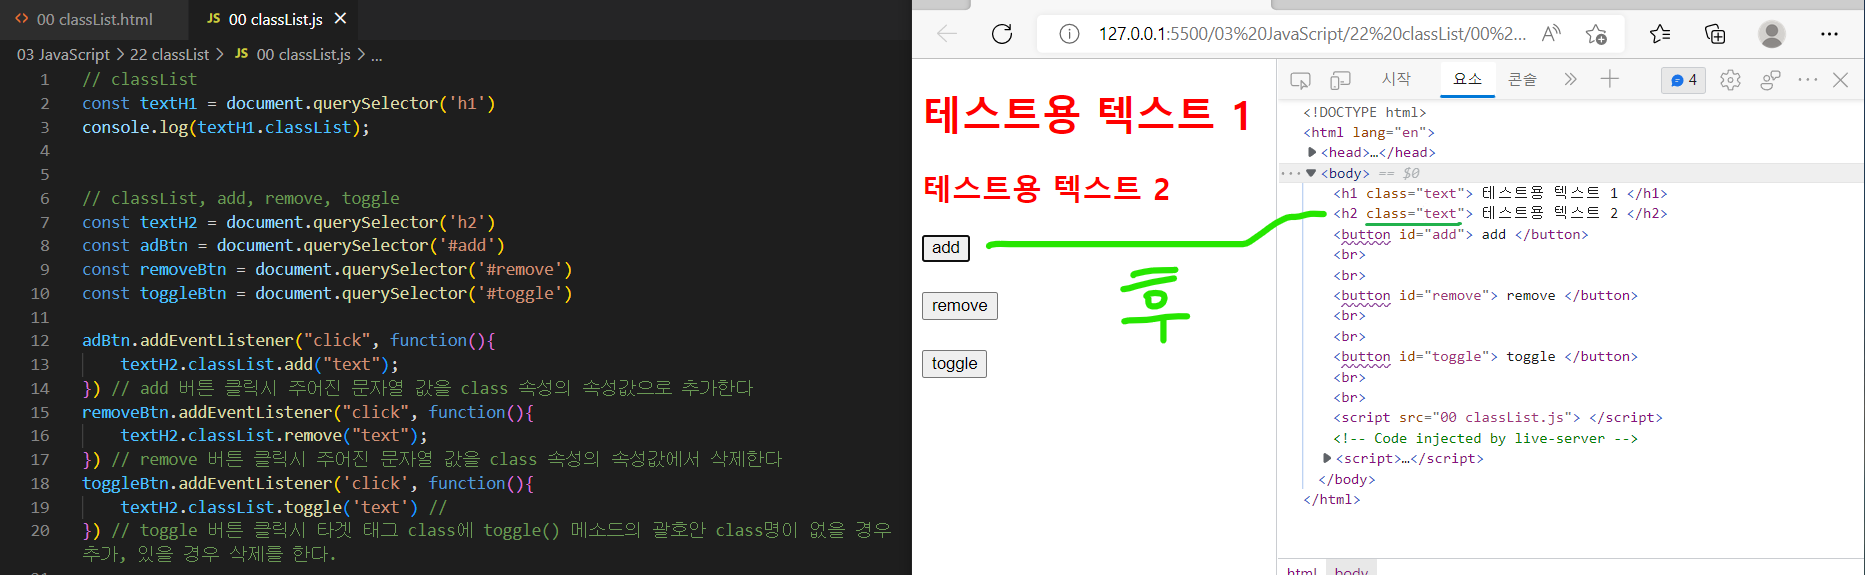 <> 00 classList.html
JS 00 classList.js ×
03 JavaScript > 22 classList > JS 00 classList.js > ...
1 // classList
2 const textH1 = document.querySelector('h1')
3 console.log(textH1.classList);
4
5
6 // classList, add, remove, toggle
7 const textH2 = document.querySelector('h2')
8 const adBtn = document.querySelector('#add')
9 const removeBtn = document.querySelector('#remove')
10 const toggleBtn = document.querySelector('#toggle')
11
12 adBtn.addEventListener("click", function(){
13 textH2.classList.add("text");
14 }) // add 버튼 클릭시 주어진 문자열 값을 class 속성의 속성값으로 추가한다
15 removeBtn.addEventListener("click", function(){
16 textH2.classList.remove("text");
17 }) // remove 버튼 클릭시 주어진 문자열 값을 class 속성의 속성값에서 삭제한다
18 toggleBtn.addEventListener('click', function(){
19 textH2.classList.toggle('text') //
20 }) // toggle 버튼 클릭시 타겟 태그 class에 toggle() 메소드의 괄호안 class명이 없을 경우
추가, 있을 경우 삭제를 한다.
127.0.0.1:5500/03%20JavaScript/22%20classList/00%2...
테스트용 텍스트 1
테스트용 텍스트 2
add
remove
toggle
후
시작 요소 콘솔 4
<!DOCTYPE html>
<html lang="en">
<head>…</head>
<body> == $0
<h1 class="text"> 테스트용 텍스트 1 </h1>
<h2 class="text"> 테스트용 텍스트 2 </h2>
<button id="add"> add </button>
<br>
<br>
<button id="remove"> remove </button>
<br>
<br>
<button id="toggle"> toggle </button>
<br>
<br>
<script src="00 classList.js"> </script>
<!-- Code injected by live-server -->
<script>…</script>
</body>
</html>
html body